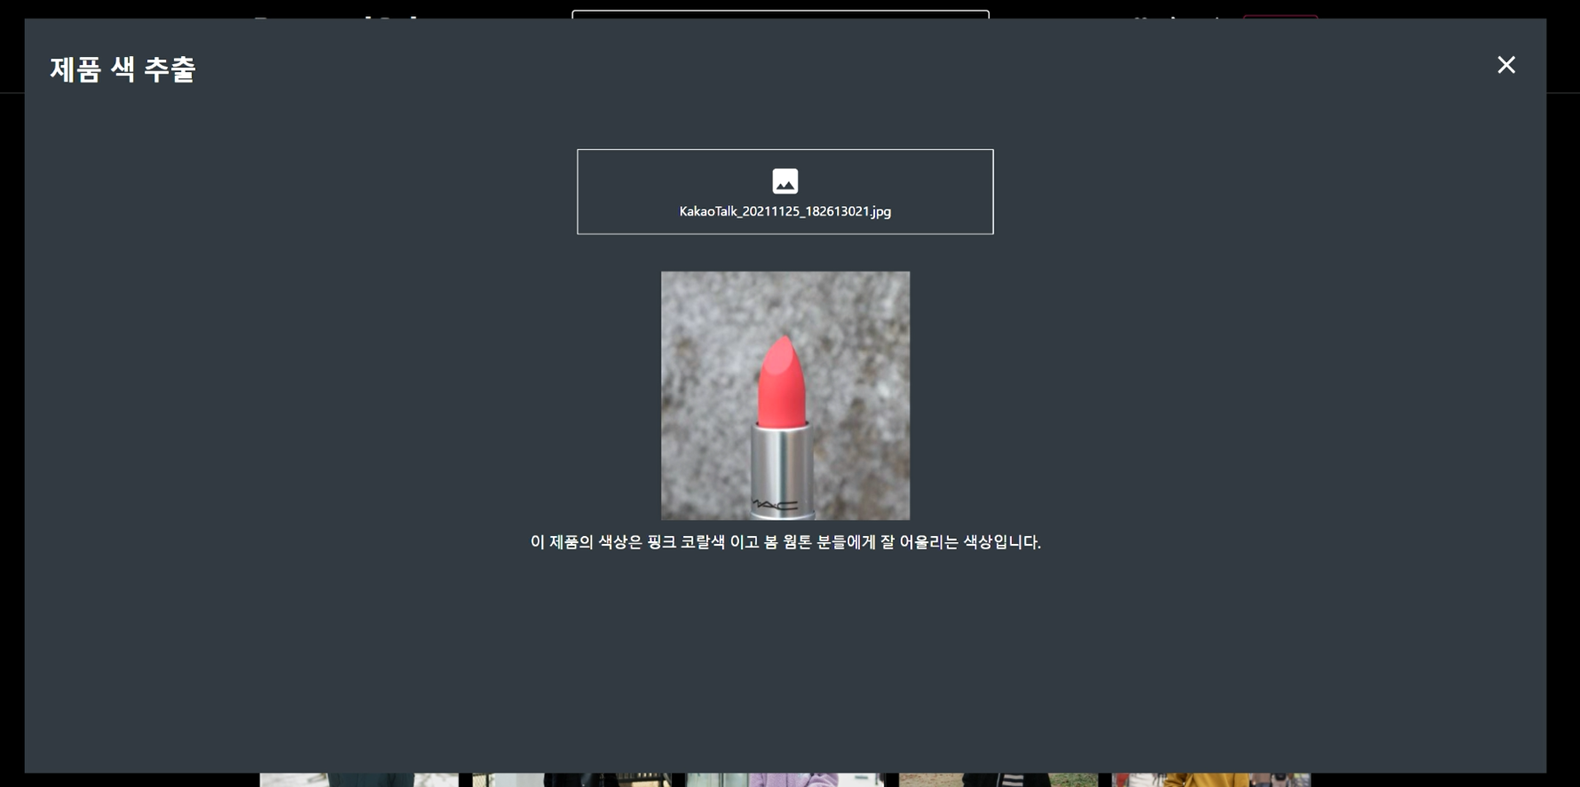 제품 색 추출
KakaoTalk_20211125_182613021.jpg
MAC
이 제품의 색상은 핑크 코랄색 이고 봄 웜톤 분들에게 잘 어울리는 색상입니다.